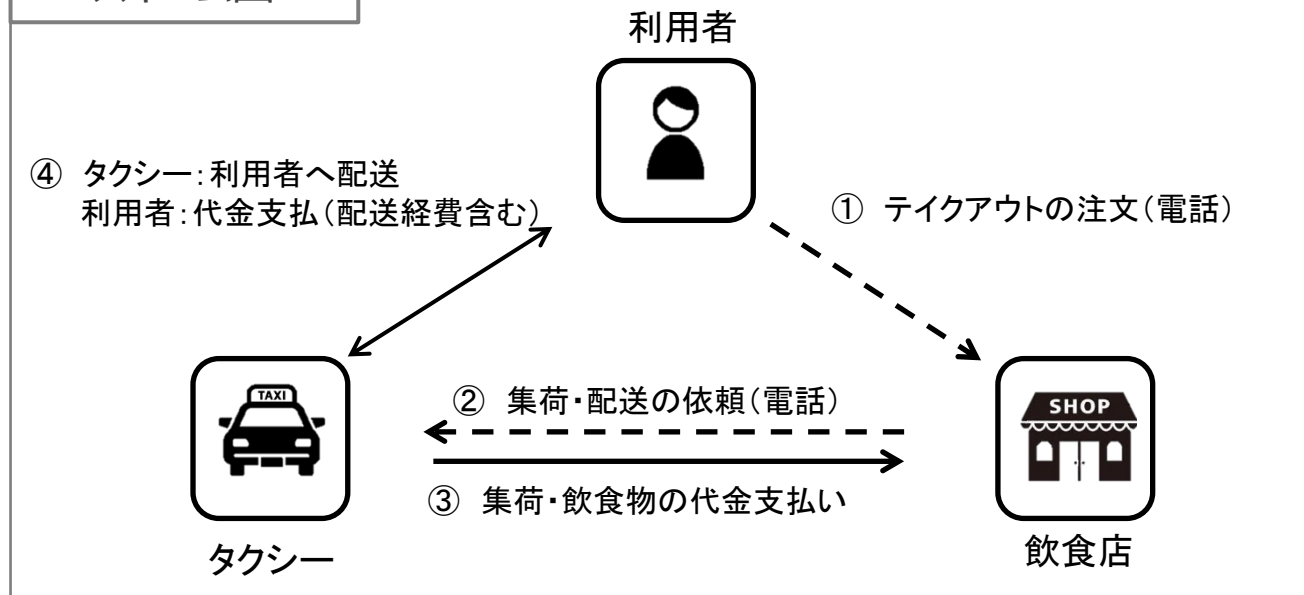 利用者
④ タクシー：利用者へ配送
利用者：代金支払（配送経費含む）
① テイクアウトの注文（電話）
TAXI
② 集荷・配送の依頼（電話）
SHOP
③ 集荷・飲食物の代金支払い
タクシー
飲食店